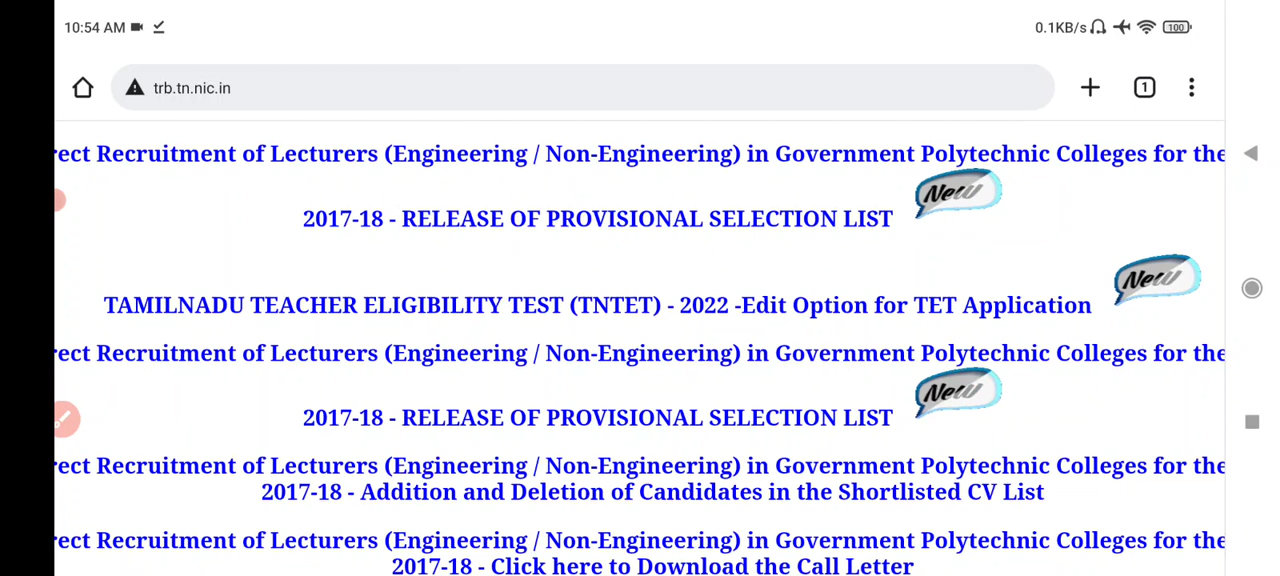 10:54 AM
0.1KB/s
100
trb.tn.nic.in
1
rect Recruitment of Lecturers (Engineering / Non-Engineering) in Government Polytechnic Colleges for the
2017-18 - RELEASE OF PROVISIONAL SELECTION LIST New
TAMILNADU TEACHER ELIGIBILITY TEST (TNTET) - 2022 -Edit Option for TET Application New
rect Recruitment of Lecturers (Engineering / Non-Engineering) in Government Polytechnic Colleges for the
2017-18 - RELEASE OF PROVISIONAL SELECTION LIST New
rect Recruitment of Lecturers (Engineering / Non-Engineering) in Government Polytechnic Colleges for the
2017-18 - Addition and Deletion of Candidates in the Shortlisted CV List
rect Recruitment of Lecturers (Engineering / Non-Engineering) in Government Polytechnic Colleges for the
2017-18 - Click here to Download the Call Letter